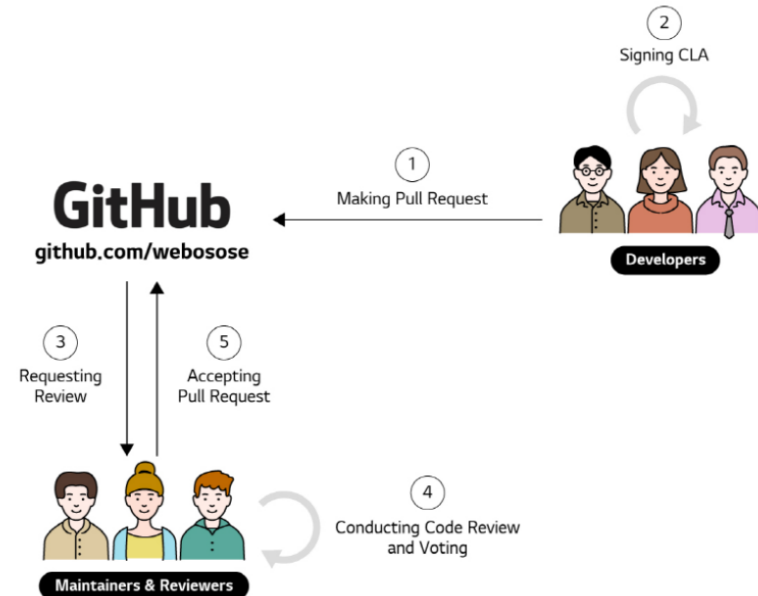 2
Signing CLA
1
Making Pull Request
GitHub
github.com/webosose
Developers
3
Requesting
Review
5
Accepting
Pull Request
4
Conducting Code Review
and Voting
Maintainers & Reviewers